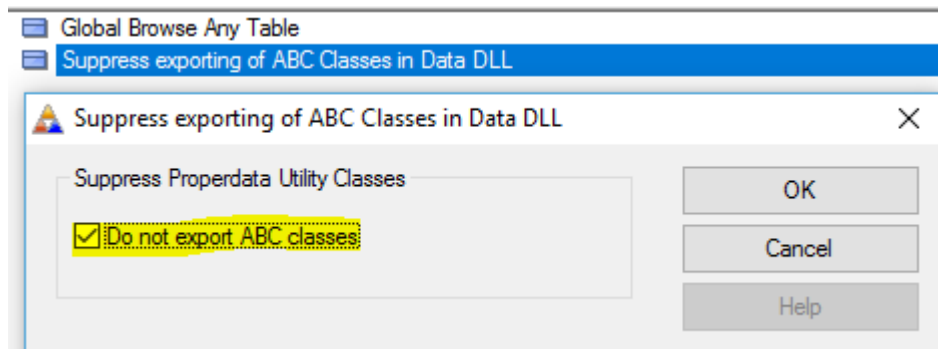 Global Browse Any Table
Suppress exporting of ABC Classes in Data DLL
Suppress exporting of ABC Classes in Data DLL
Suppress Properdata Utility Classes
OK
Do not export ABC classes
Cancel
Help